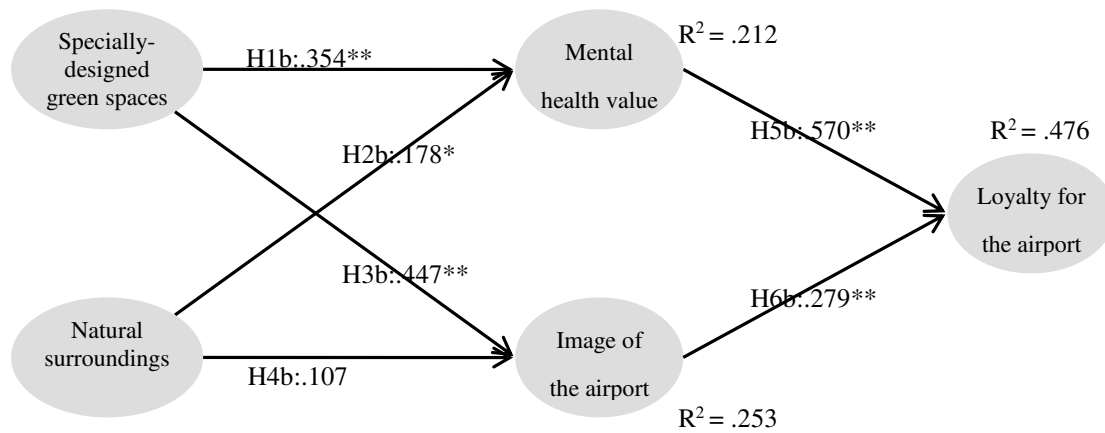 Specially-
designed
green spaces
H1b:.354**
Mental
health value
R² = .212
H2b:.178*
H5b:.570**
R² = .476
Loyalty for
the airport
H3b:.447**
H6b:.279**
Natural
surroundings
H4b:.107
Image of
the airport
R² = .253